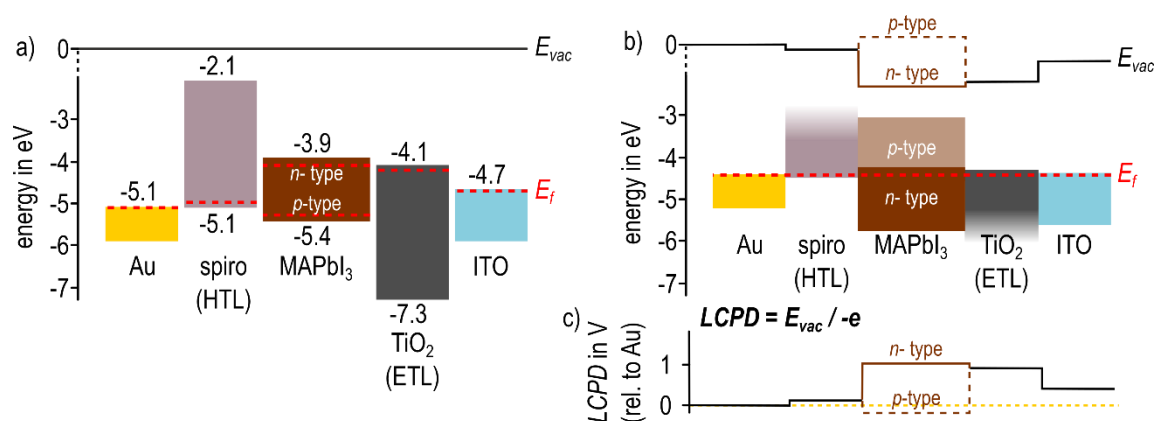 a)
0
E_vac
-2.1
-3
energy in eV
-3.9
-4
-4.1
n- type
-4.7
-5.1
E_f
p-type
-5
-5.1
-5.4
-6
Au
spiro
(HTL)
MAPbI₃
ITO
-7
-7.3
TiO₂
(ETL)
b)
0
p-type
n- type
E_vac
-3
energy in eV
p-type
-4
E_f
n- type
-5
-6
Au
spiro
(HTL)
MAPbI₃
TiO₂
(ETL)
ITO
-7
c)
LCPD = E_vac / -e
LCPD in V
(rel. to Au)
n- type
1
p-type
0